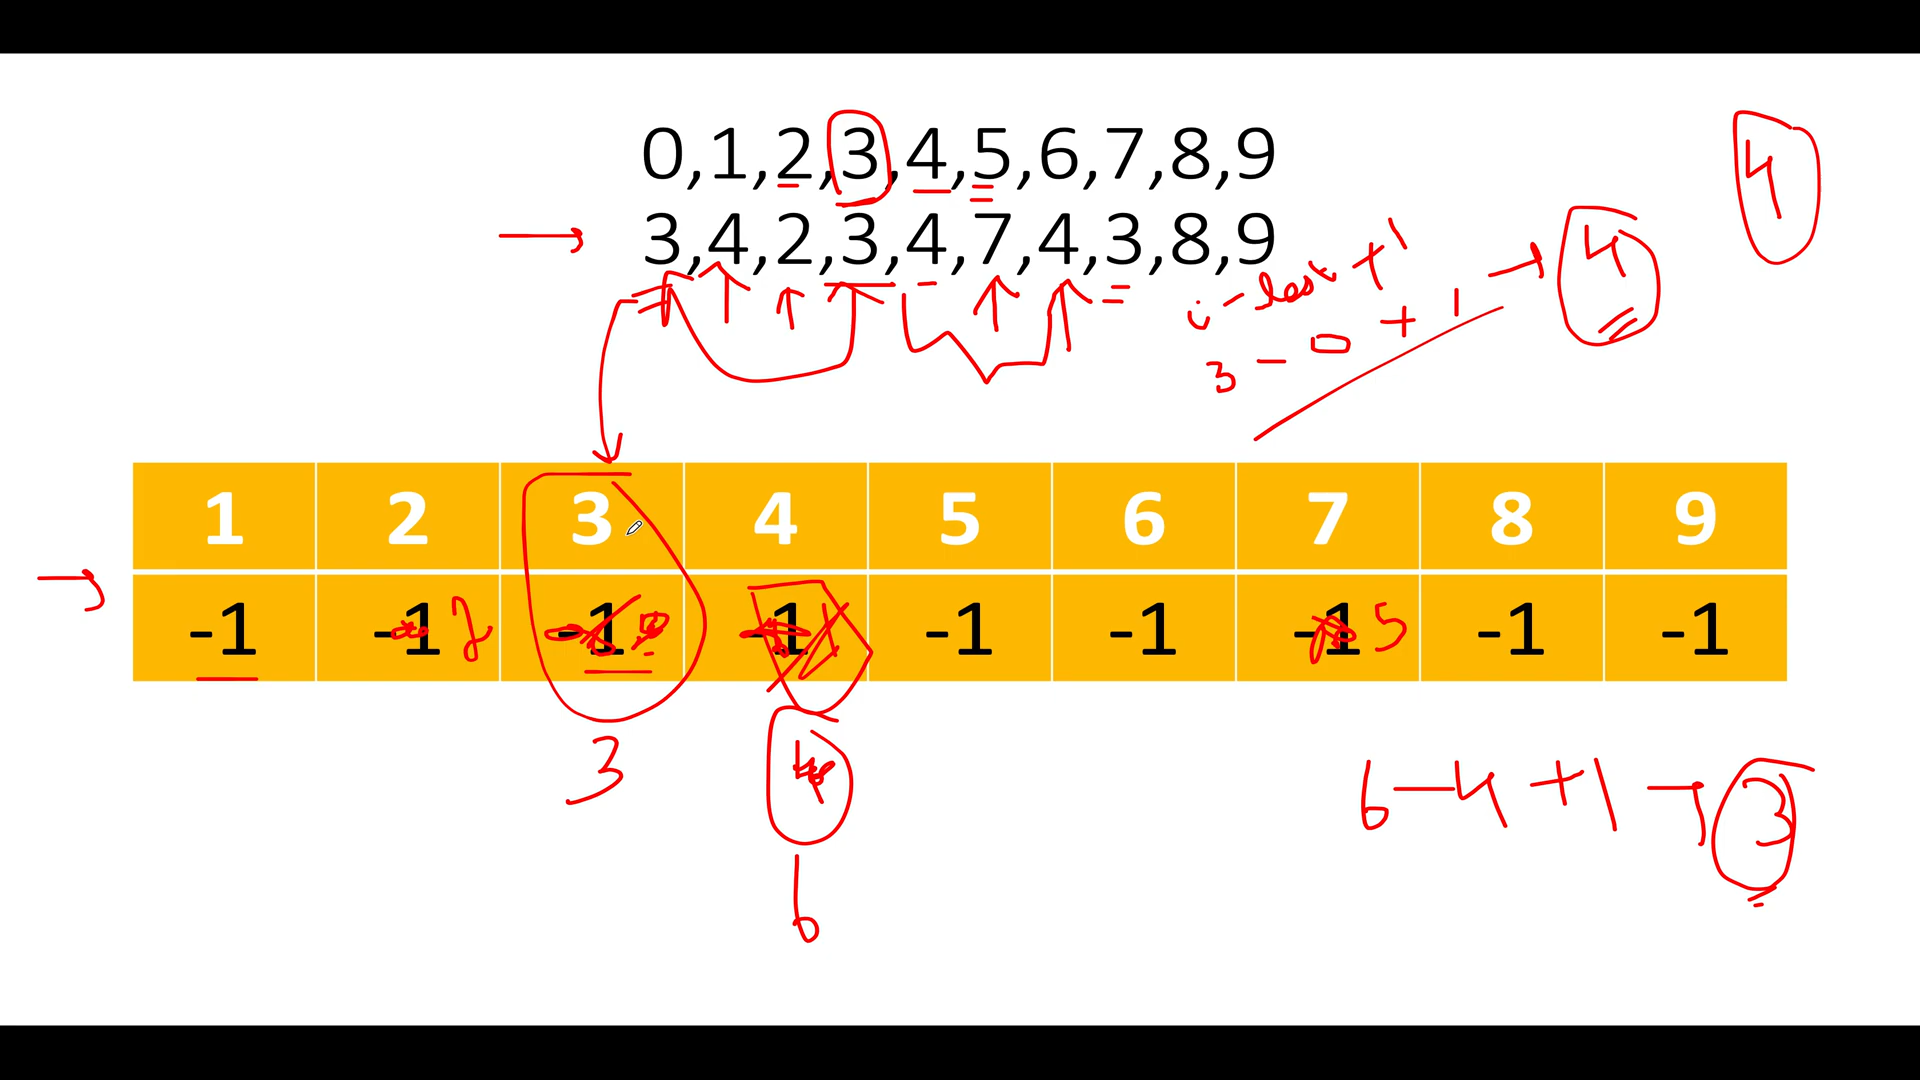 0,1,2,3,4,5,6,7,8,9
4
3,4,2,3,4,7,4,3,8,9
i - last + 1
4
3 - 0 + 1
1 2 3 4 5 6 7 8 9
-1 -1 -1 -1 -1 -1 -1 -1 -1
2 5
3
4
6
6 - 4 + 1 → 3